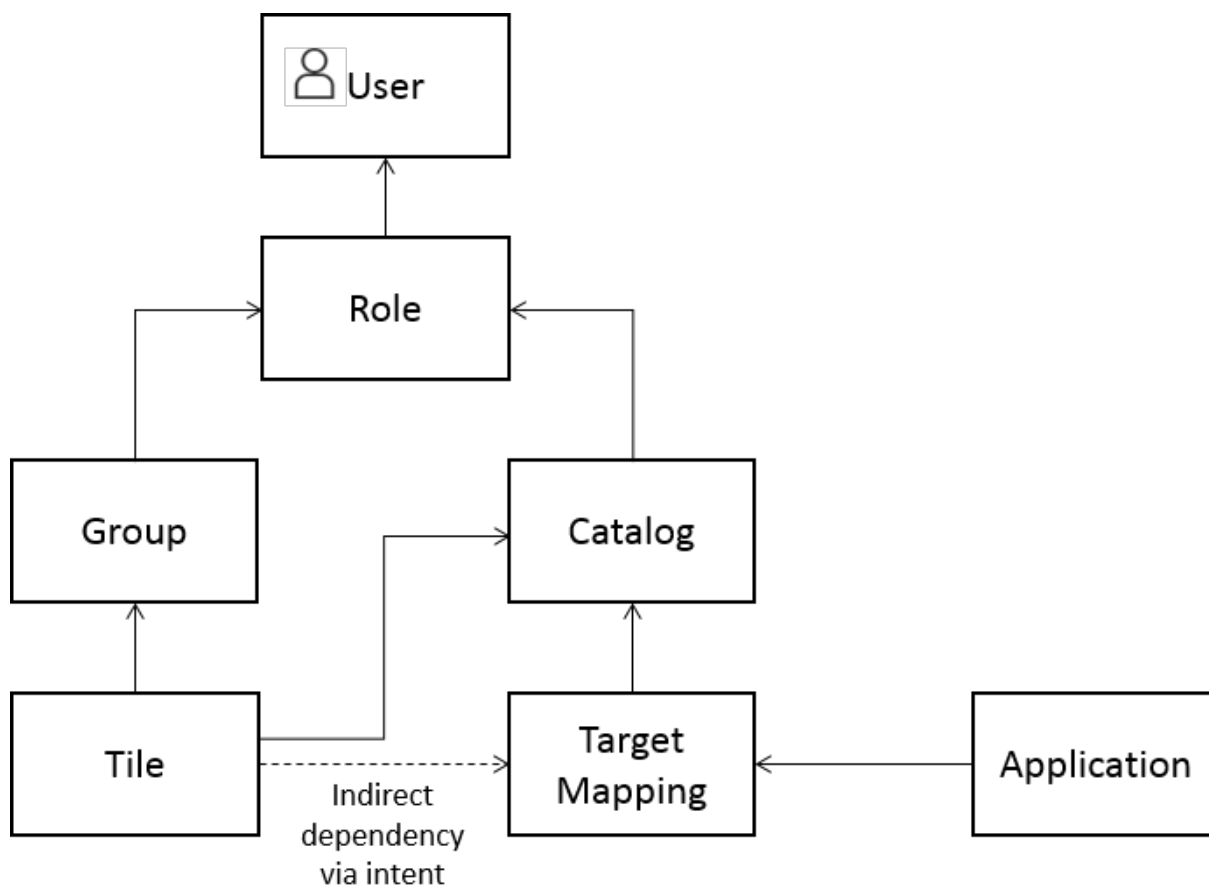 User
Role
Group
Catalog
Tile
Target
Mapping
Application
Indirect
dependency
via intent